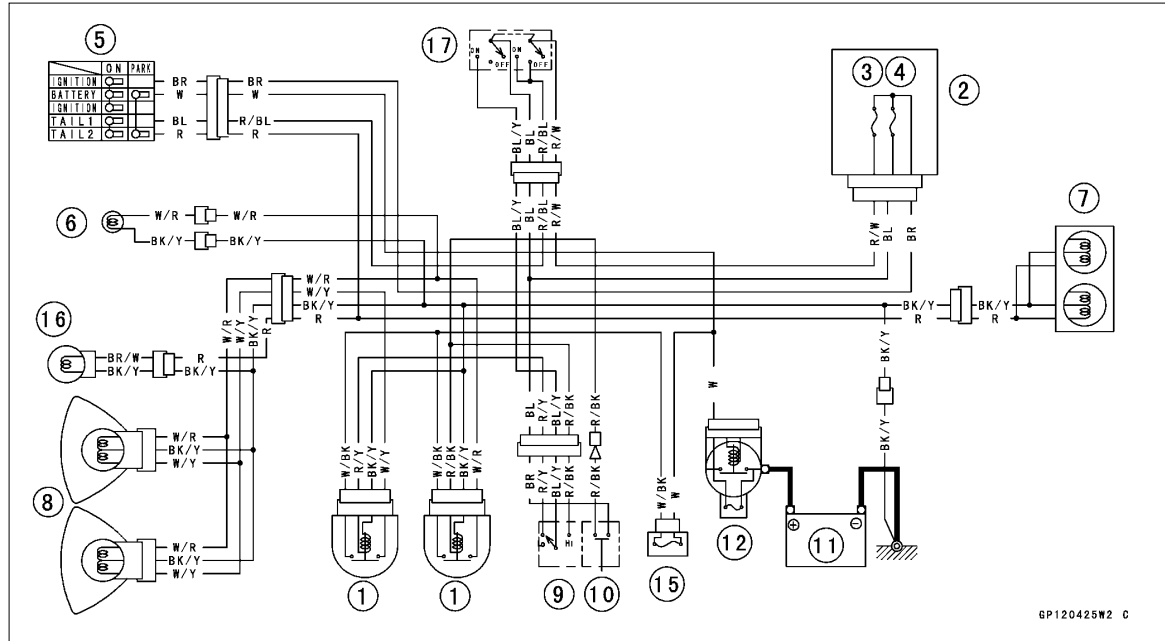 5
ON PARK
IGNITION
BATTERY
IGNITION
TAIL1
TAIL2
BR BR
W W
BL R/BL
R R
17
ON OFF ON OFF
BL/Y BL R/BL R/W
BL/Y BL R/BL R/W
3 4 2
R/W BL BR
6
W/R W/R
BK/Y BK/Y
7
W/R
W/Y
BK/Y BK/Y BK/Y
R R R
W/R W/Y BK/Y R
BK/Y
BK/Y
16
BR/W R
BK/Y BK/Y
8
W/R
BK/Y
W/Y
W/R
BK/Y
W/Y
W/BK R/Y BK/Y W/Y
W/BK R/BK BK/Y W/R
1 1
BL R/Y BL/Y R/BK R/BK
BR R/Y BL/Y R/BK R/BK
HI
9 10
W/BK W
15
W
12
+ −
11
GP120425W2 C